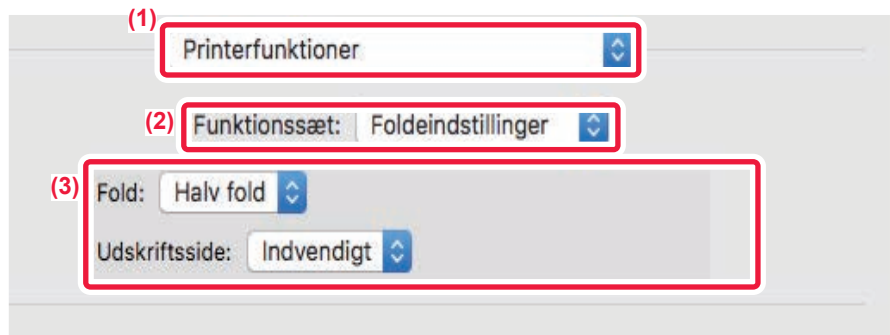 (1)
Printerfunktioner
(2) Funktionssæt: Foldeindstillinger
(3) Fold: Halv fold
Udskriftsside: Indvendigt